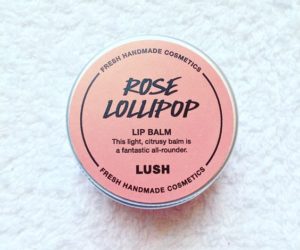 FRESH HANDMADE COSMETICS
ROSE
LOLLIPOP
LIP BALM
This light, citrusy balm is
a fantastic all-rounder.
LUSH
FRESH HANDMADE COSMETICS